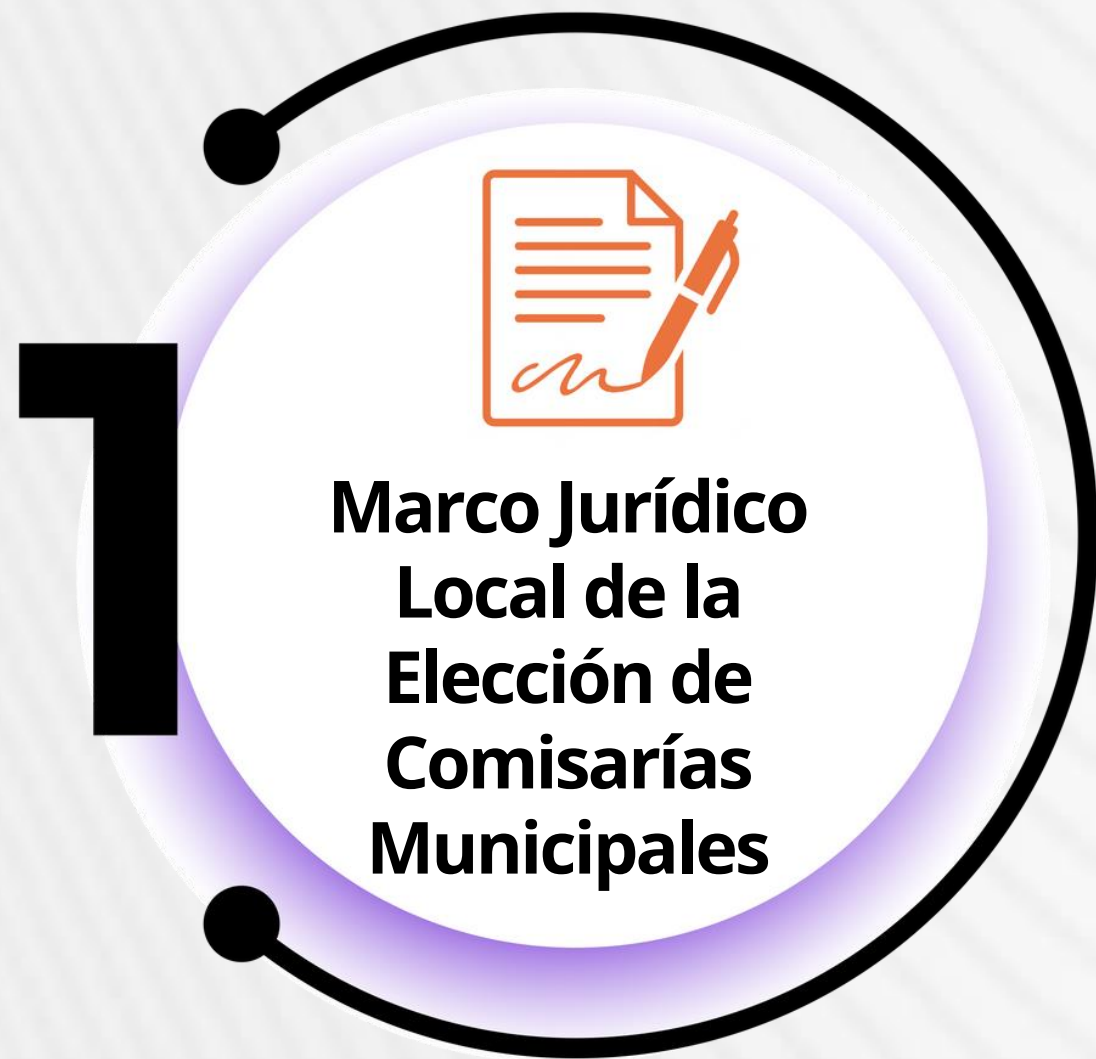 1
Marco Jurídico
Local de la
Elección de
Comisarías
Municipales